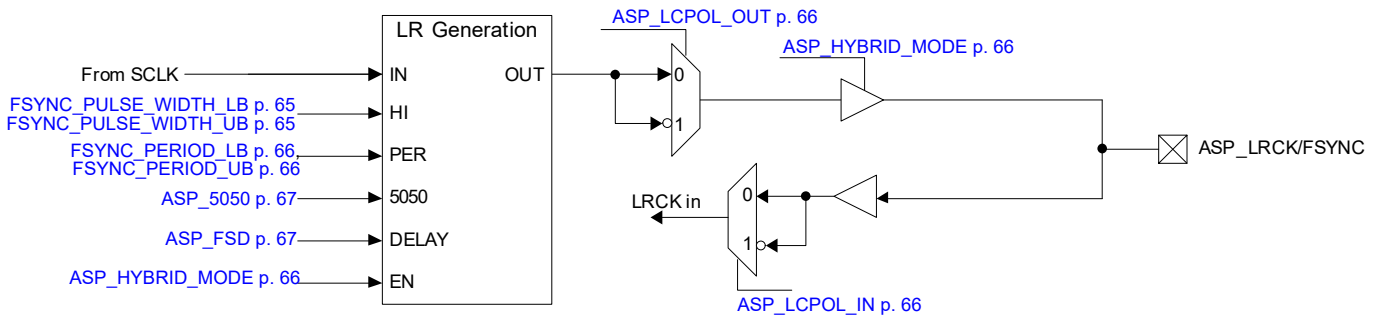 ASP_LCPOL_OUT p. 66
LR Generation
ASP_HYBRID_MODE p. 66
From SCLK
IN
OUT
0
FSYNC_PULSE_WIDTH_LB p. 65
FSYNC_PULSE_WIDTH_UB p. 65
HI
1
FSYNC_PERIOD_LB p. 66,
FSYNC_PERIOD_UB p. 66
PER
ASP_LRCK/FSYNC
ASP_5050 p. 67
5050
LRCK in
0
ASP_FSD p. 67
DELAY
1
ASP_HYBRID_MODE p. 66
EN
ASP_LCPOL_IN p. 66